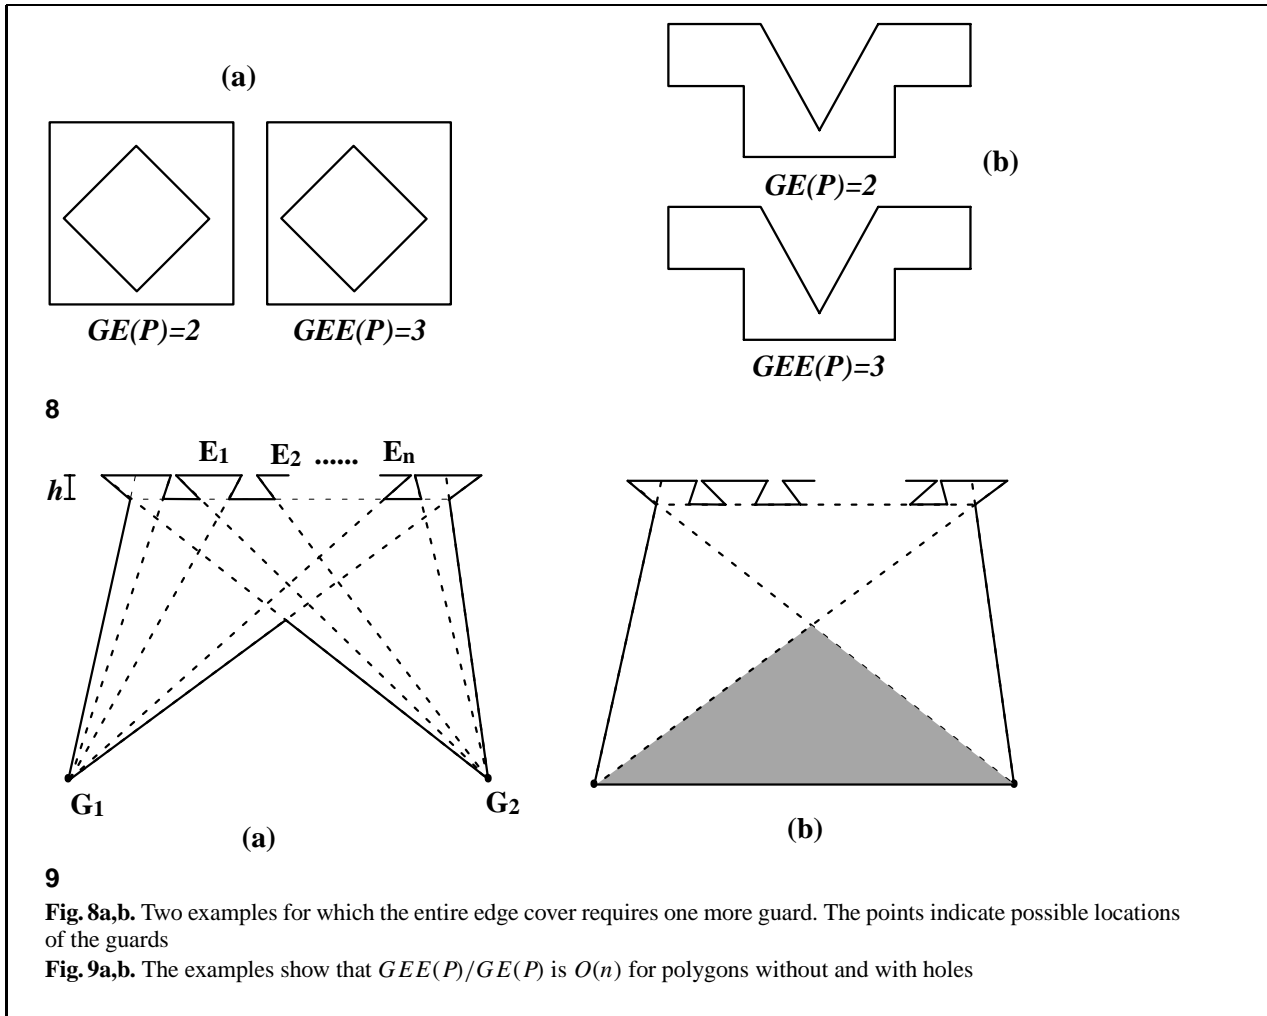 (a)
GE(P)=2
GEE(P)=3
(b)
GE(P)=2
GEE(P)=3
8
h
E1
E2
......
En
G1
G2
(a)
(b)
9
Fig. 8a,b. Two examples for which the entire edge cover requires one more guard. The points indicate possible locations
of the guards
Fig. 9a,b. The examples show that GEE(P)/GE(P) is O(n) for polygons without and with holes